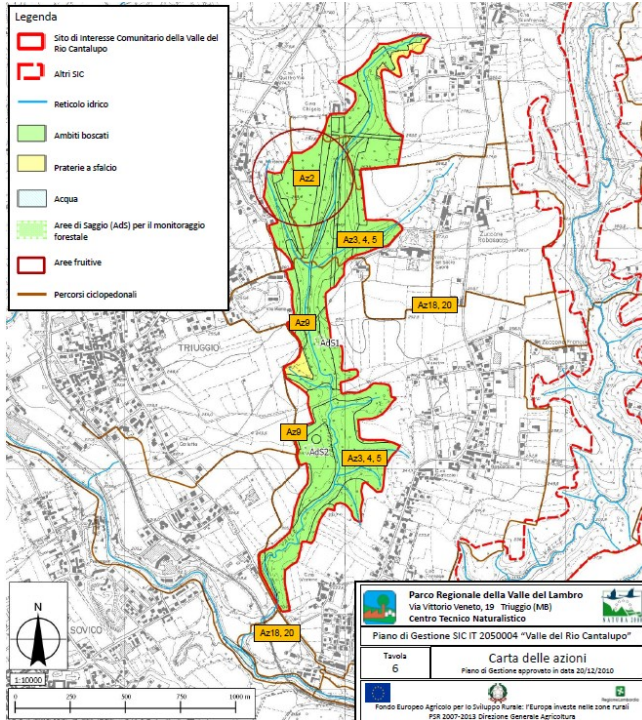 Legenda
Sito di Interesse Comunitario della Valle del
Rio Cantalupo
Altri SIC
Reticolo idrico
Ambiti boscati
Praterie a sfalcio
Acqua
Aree di Saggio (AdS) per il monitoraggio
forestale
Aree fruitive
Percorsi ciclopedonali
Az2
Az3, 4, 5
Zuccone
Robasacco
Az18, 20
Az9
AdS1
TRIUGGIO
Az9
AdS2
Az3, 4, 5
Az18, 20
SOVICO
N
1:10000
0 250 500 750 1000 m
Parco Regionale della Valle del Lambro
Via Vittorio Veneto, 19 Triuggio (MB)
Centro Tecnico Naturalistico
NATURA 2000
Piano di Gestione SIC IT 2050004 "Valle del Rio Cantalupo"
Tavola
6
Carta delle azioni
Piano di Gestione approvato in data 20/12/2010
RegioneLombardia
Fondo Europeo Agricolo per lo Sviluppo Rurale: l'Europa investe nelle zone rurali
PSR 2007-2013 Direzione Generale Agricoltura